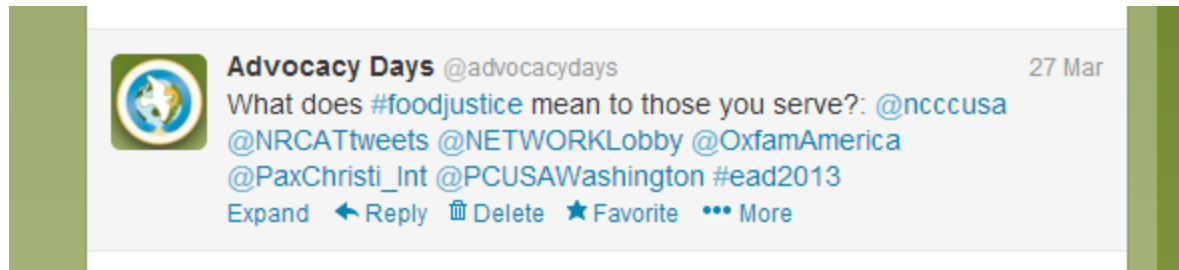 Advocacy Days @advocacydays 27 Mar
What does #foodjustice mean to those you serve?: @ncccusa
@NRCATtweets @NETWORKLobby @OxfamAmerica
@PaxChristi_Int @PCUSAWashington #ead2013
Expand Reply Delete Favorite More